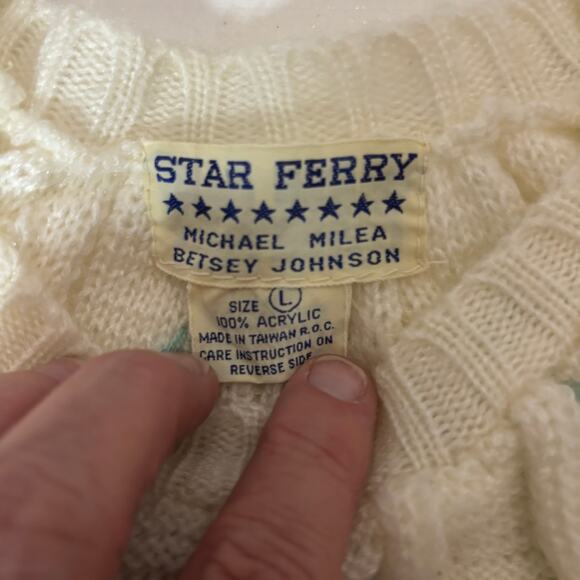 STAR FERRY
MICHAEL MILEA
BETSEY JOHNSON
SIZE L
100% ACRYLIC
MADE IN TAIWAN R.O.C.
CARE INSTRUCTION ON
REVERSE SIDE